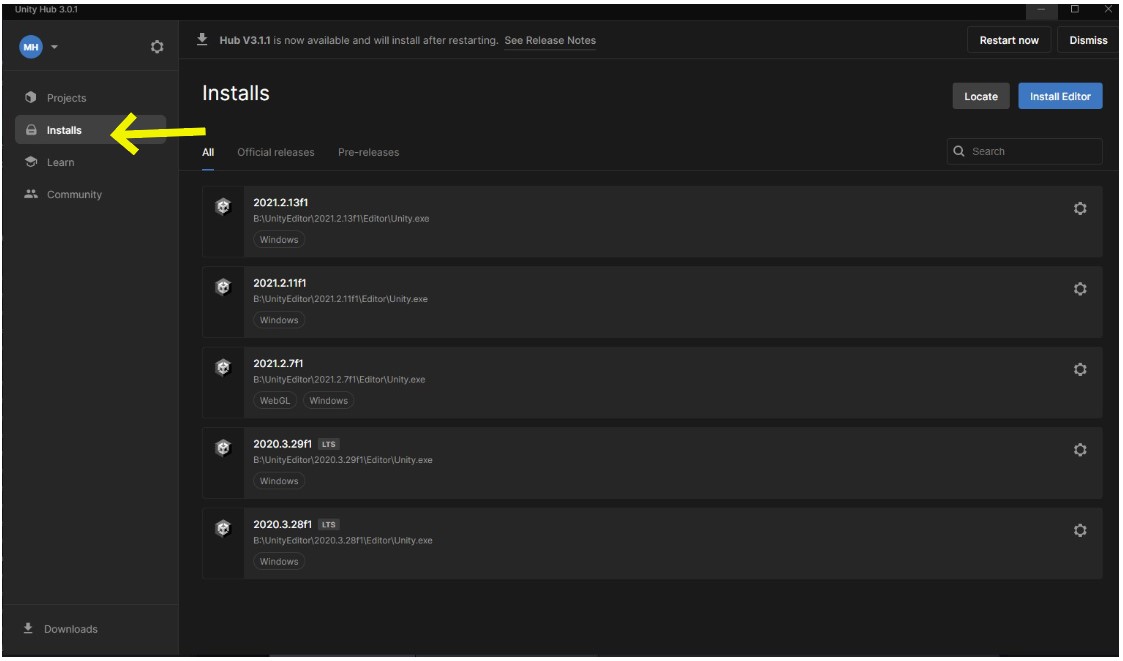 Unity Hub 3.0.1
MH
Hub V3.1.1 is now available and will install after restarting. See Release Notes
Restart now
Dismiss
Projects
Installs
Learn
Community
Downloads
Installs
Locate
Install Editor
All
Official releases
Pre-releases
Search
2021.2.13f1
B:\UnityEditor\2021.2.13f1\Editor\Unity.exe
Windows
2021.2.11f1
B:\UnityEditor\2021.2.11f1\Editor\Unity.exe
Windows
2021.2.7f1
B:\UnityEditor\2021.2.7f1\Editor\Unity.exe
WebGL Windows
2020.3.29f1 LTS
B:\UnityEditor\2020.3.29f1\Editor\Unity.exe
Windows
2020.3.28f1 LTS
B:\UnityEditor\2020.3.28f1\Editor\Unity.exe
Windows